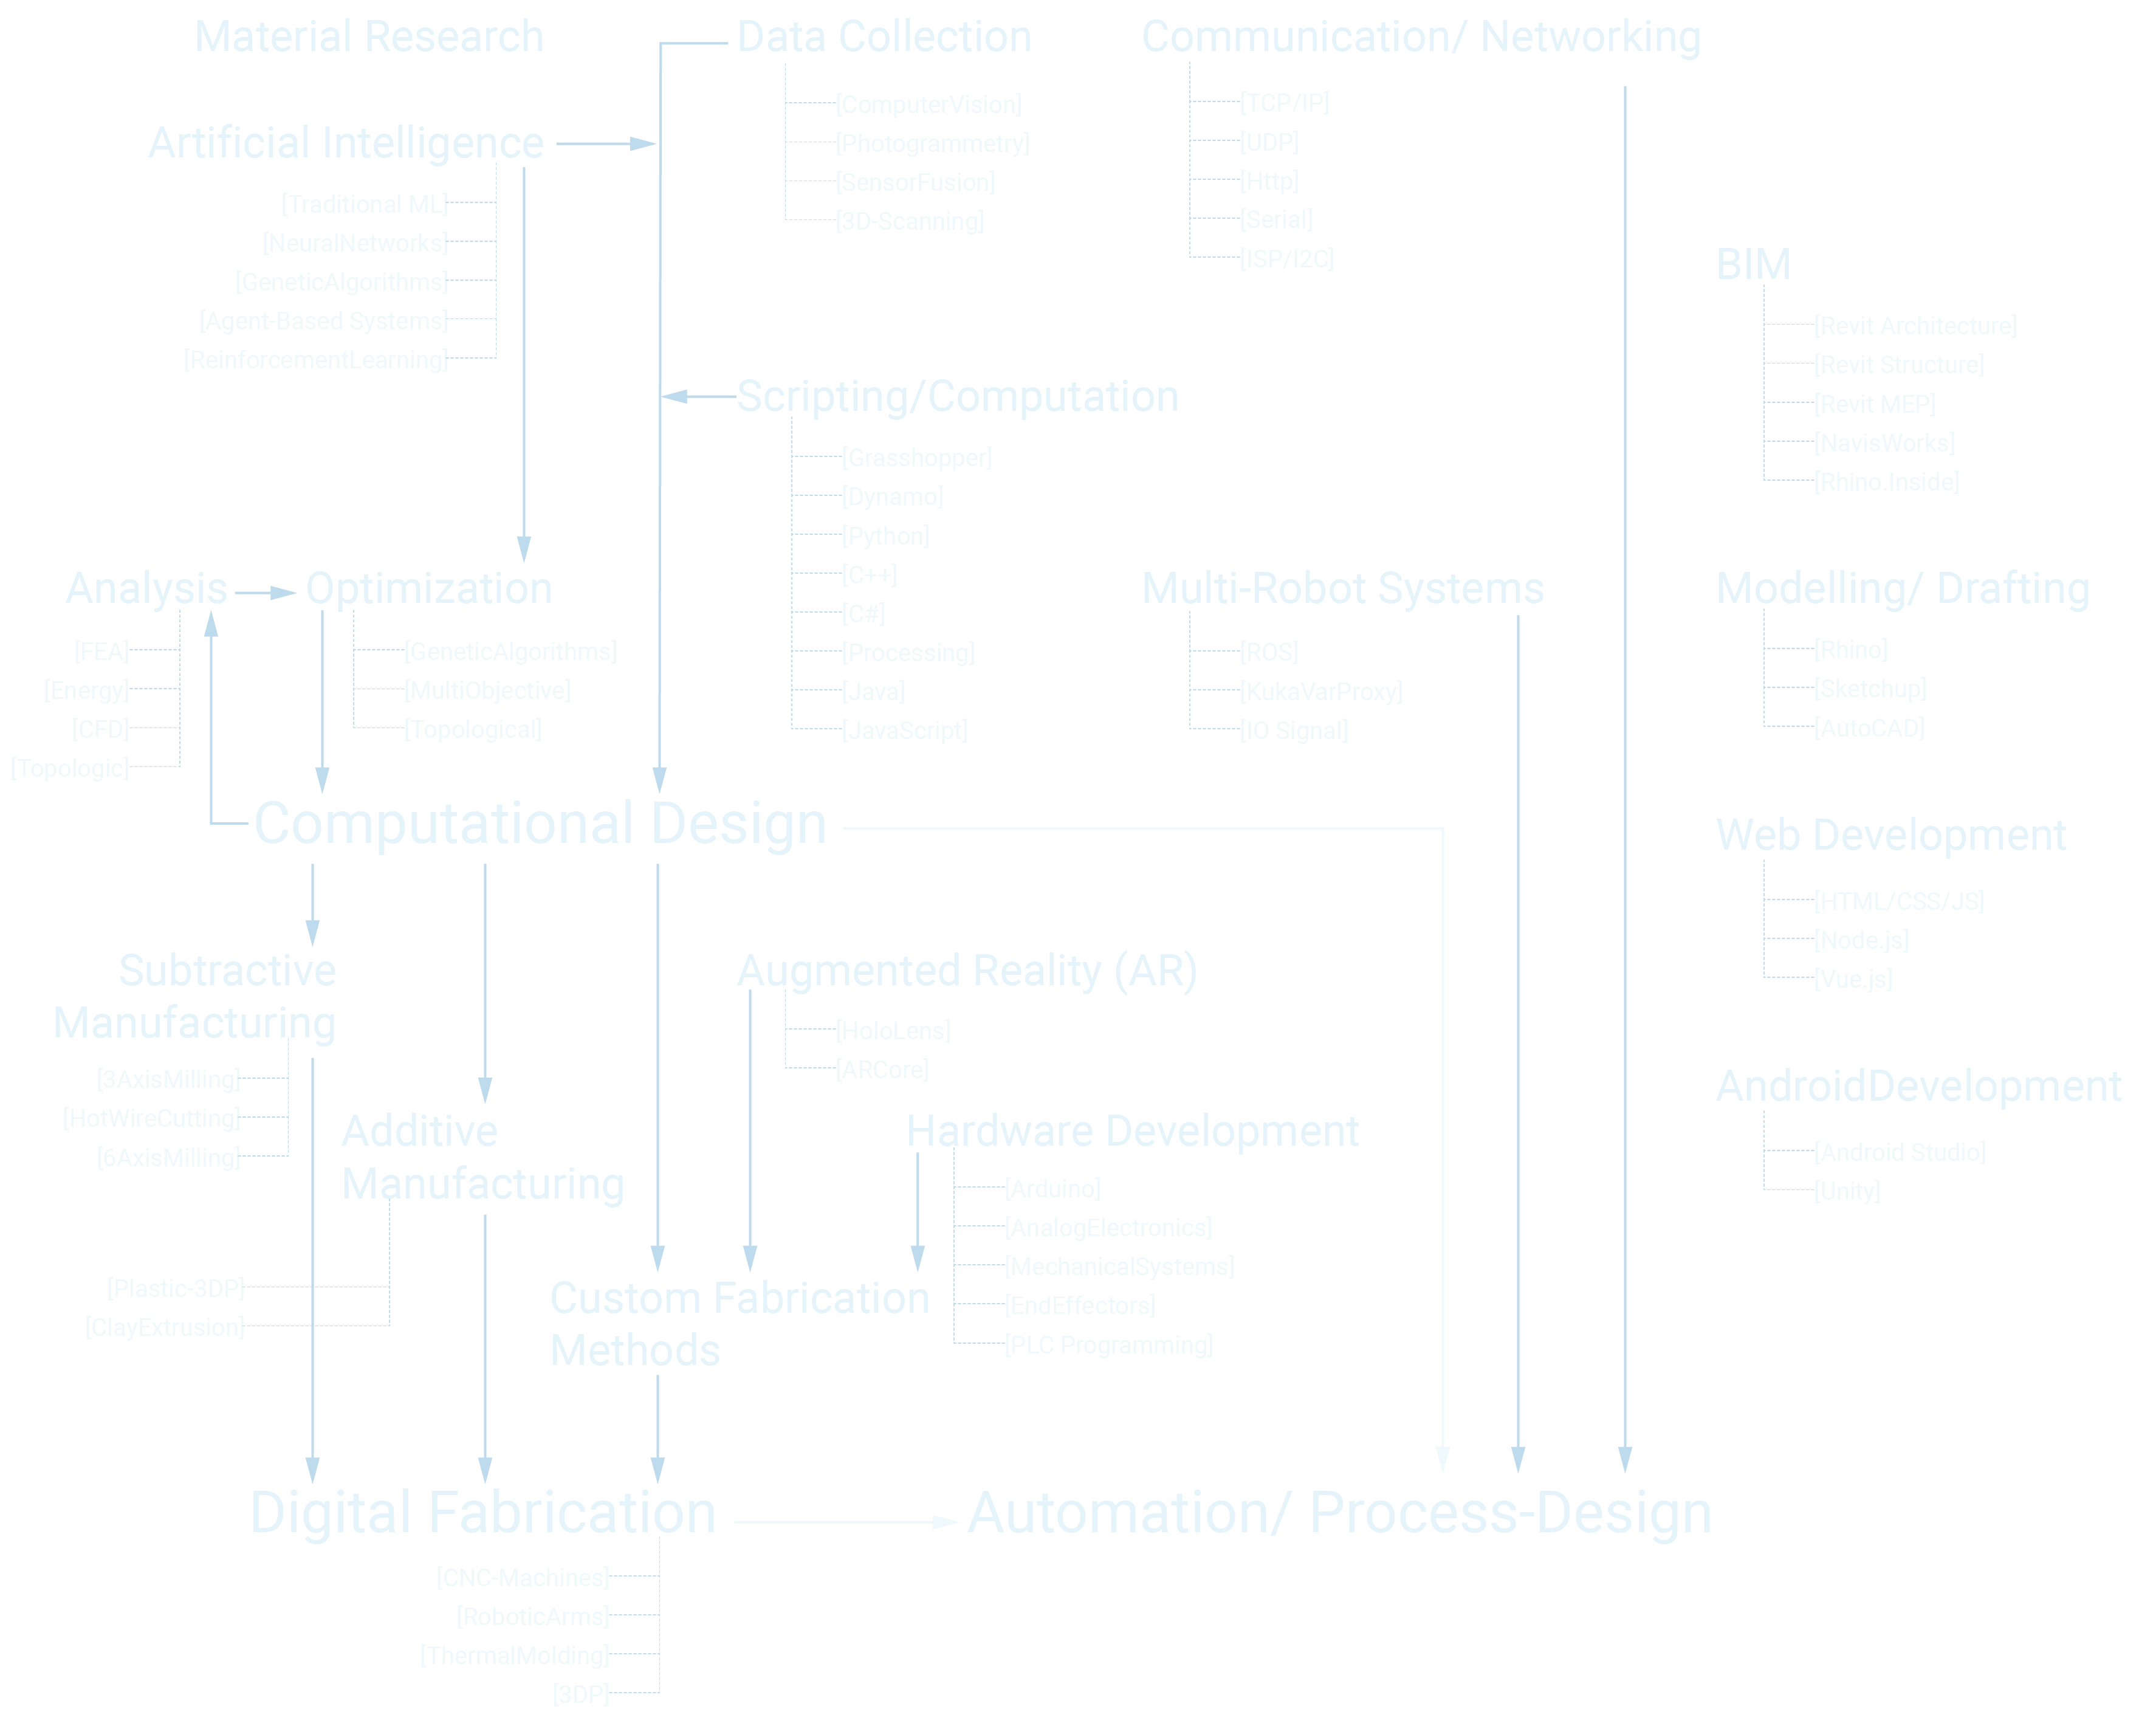 Material Research
Data Collection
[ComputerVision]
[Photogrammetry]
[SensorFusion]
[3D-Scanning]
Communication/ Networking
[TCP/IP]
[UDP]
[Http]
[Serial]
[ISP/I2C]
Artificial Intelligence
[Traditional ML]
[NeuralNetworks]
[GeneticAlgorithms]
[Agent-Based Systems]
[ReinforcementLearning]
BIM
[Revit Architecture]
[Revit Structure]
[Revit MEP]
[NavisWorks]
[Rhino.Inside]
Scripting/Computation
[Grasshopper]
[Dynamo]
[Python]
[C++]
[C#]
[Processing]
[Java]
[JavaScript]
Analysis
[FEA]
[Energy]
[CFD]
[Topologic]
Optimization
[GeneticAlgorithms]
[MultiObjective]
[Topological]
Multi-Robot Systems
[ROS]
[KukaVarProxy]
[IO Signal]
Modelling/ Drafting
[Rhino]
[Sketchup]
[AutoCAD]
Computational Design
Web Development
[HTML/CSS/JS]
[Node.js]
[Vue.js]
Subtractive
Manufacturing
[3AxisMilling]
[HotWireCutting]
[6AxisMilling]
Augmented Reality (AR)
[HoloLens]
[ARCore]
AndroidDevelopment
[Android Studio]
[Unity]
Additive
Manufacturing
[Plastic-3DP]
[ClayExtrusion]
Hardware Development
[Arduino]
[AnalogElectronics]
[MechanicalSystems]
[EndEffectors]
[PLC Programming]
Custom Fabrication
Methods
Digital Fabrication
[CNC-Machines]
[RoboticArms]
[ThermalMolding]
[3DP]
Automation/ Process-Design